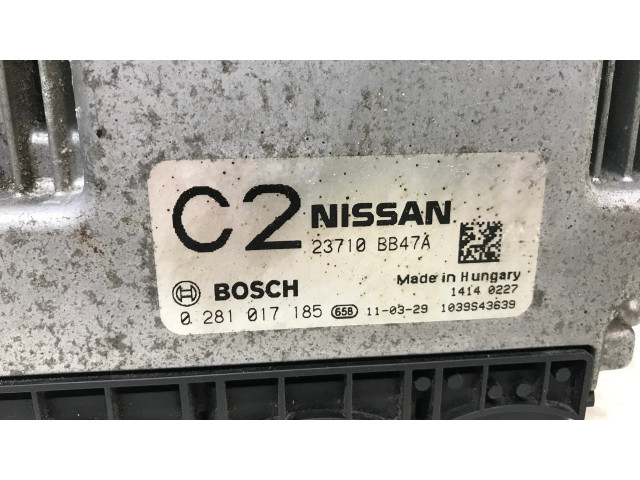 C2 NISSAN
23710 BB47A
BOSCH
Made in Hungary
1414 0227
0 281 017 185 658 11-03-29 1039S43639